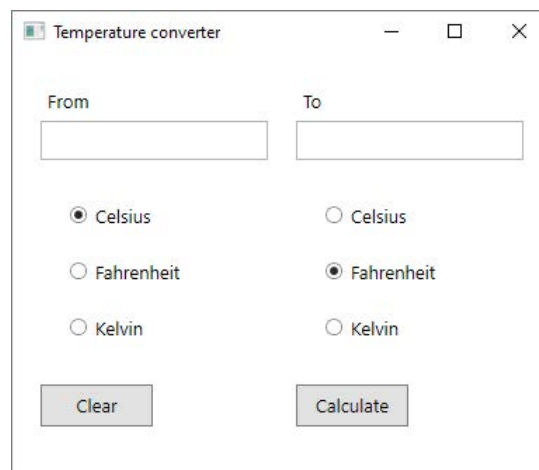 Temperature converter
From To
Celsius Celsius
Fahrenheit Fahrenheit
Kelvin Kelvin
Clear Calculate